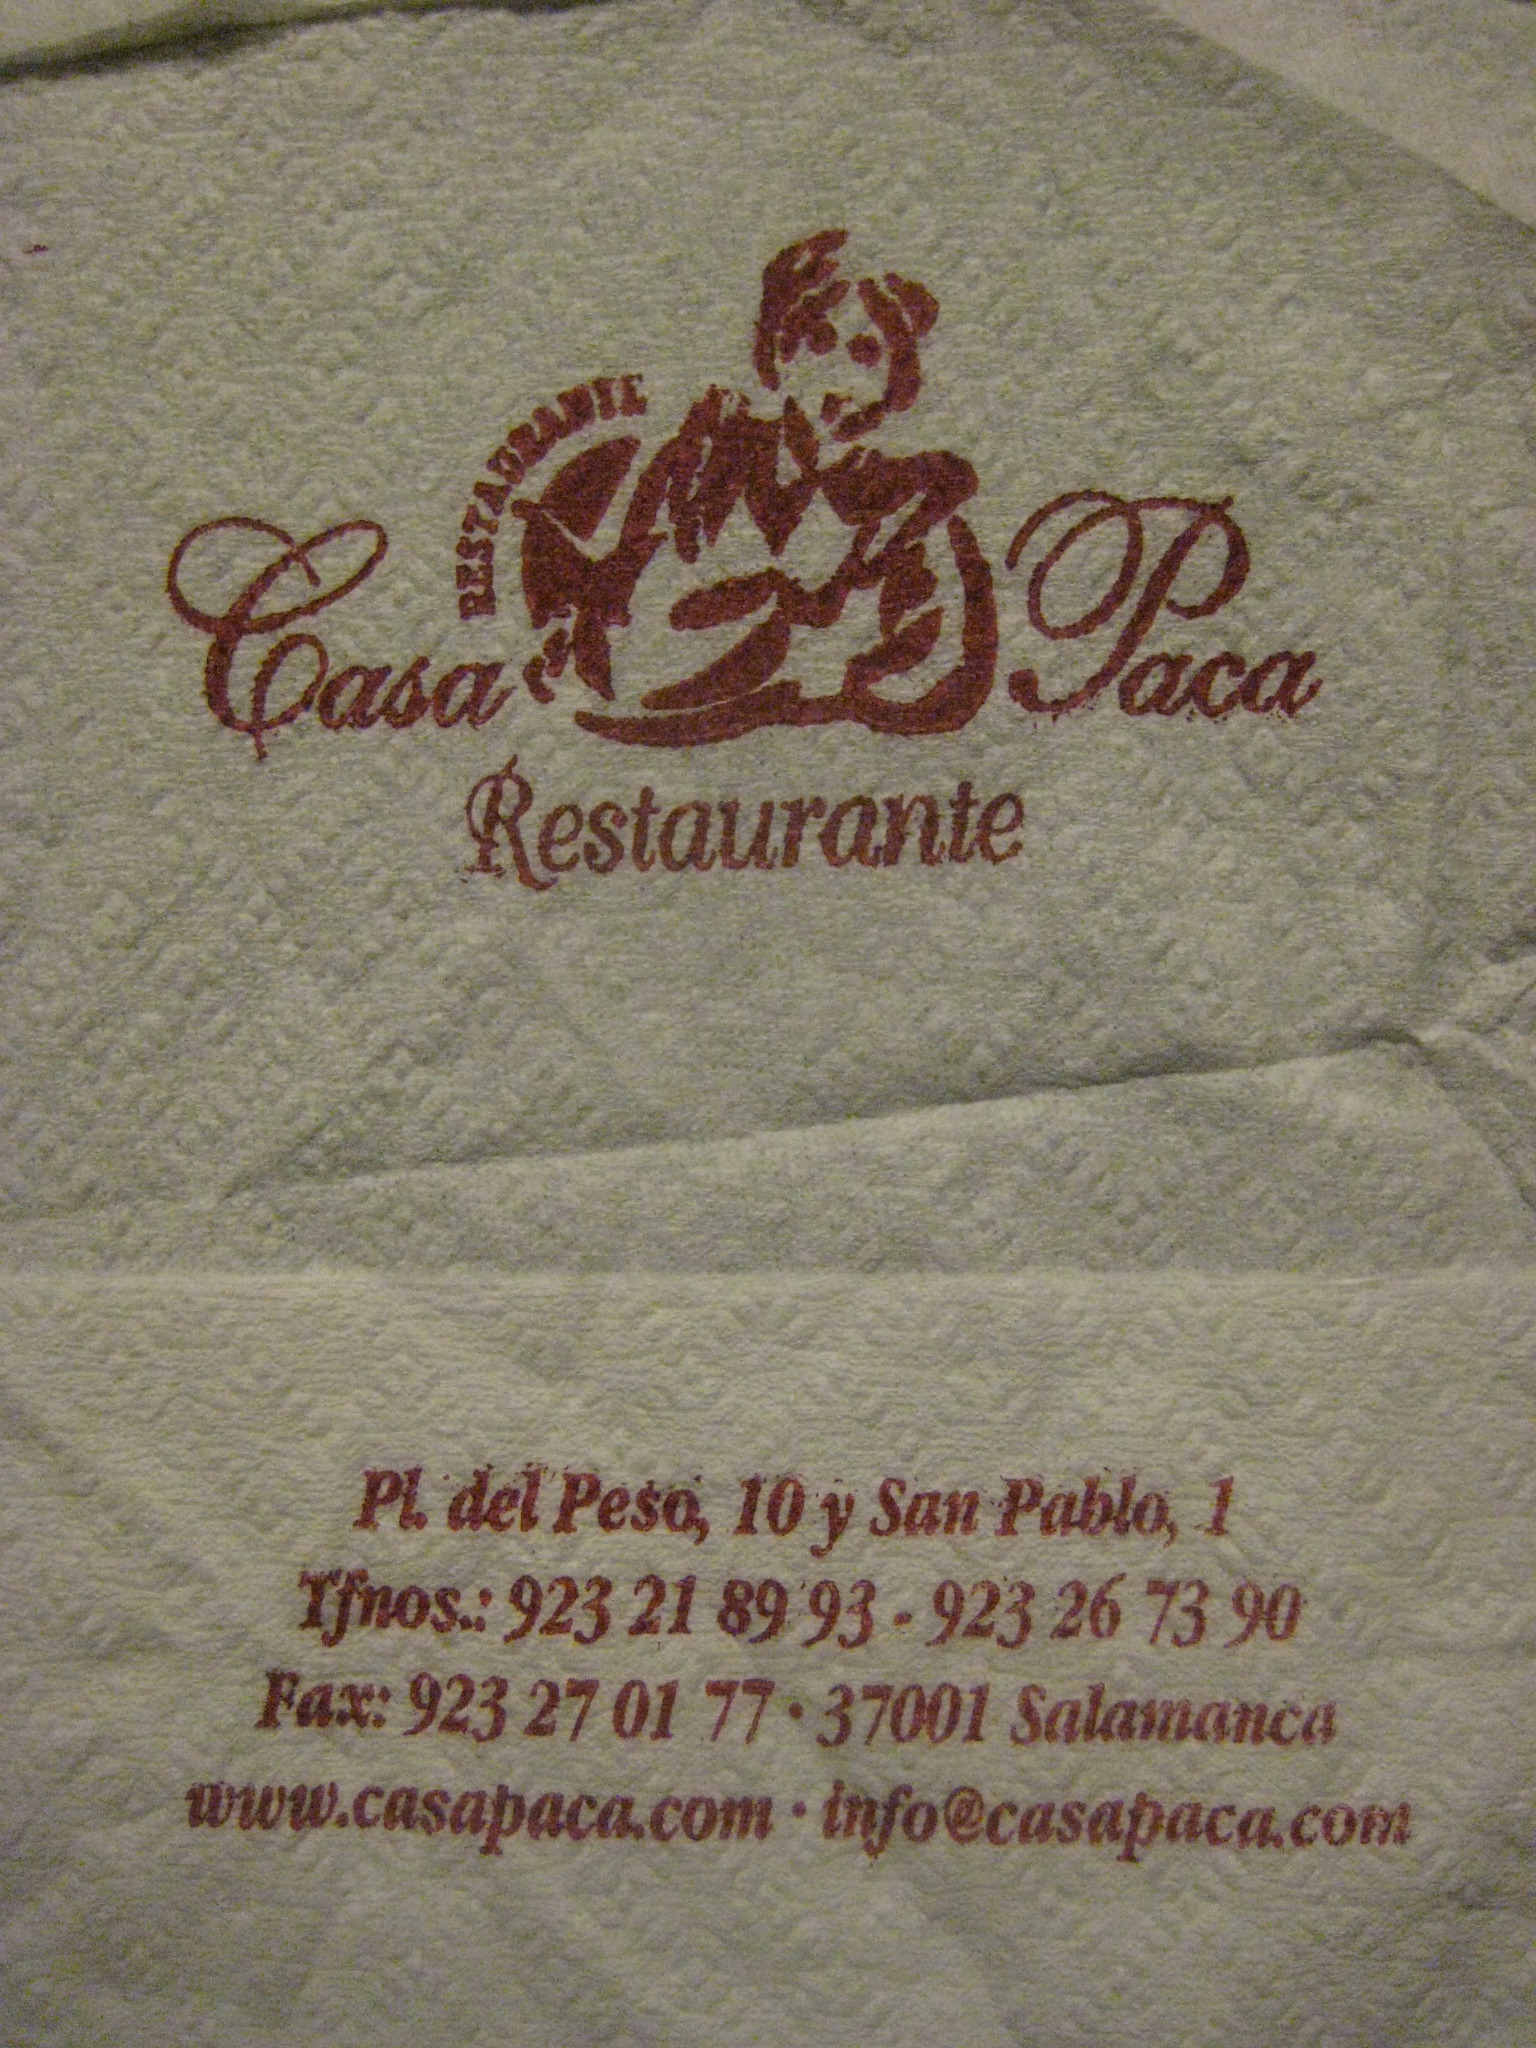 RESTAURANTE
Casa Paca
Restaurante
Pl. del Peso, 10 y San Pablo, 1
Tfnos.: 923 21 89 93 - 923 26 73 90
Fax: 923 27 01 77 · 37001 Salamanca
www.casapaca.com · info@casapaca.com